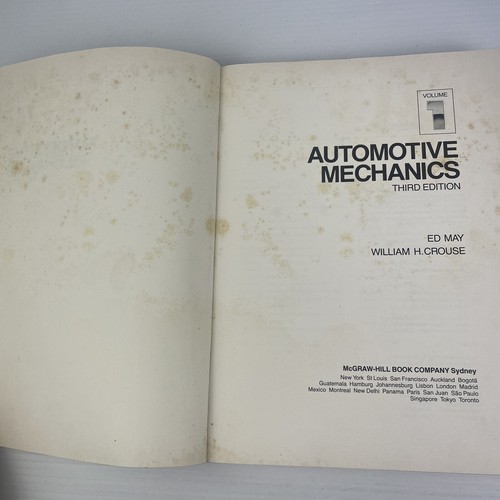 VOLUME
1
AUTOMOTIVE
MECHANICS
THIRD EDITION
ED MAY
WILLIAM H. CROUSE
McGRAW-HILL BOOK COMPANY Sydney
New York St Louis San Francisco Auckland Bogotá
Guatemala Hamburg Johannesburg Lisbon London Madrid
Mexico Montreal New Delhi Panama Paris San Juan São Paulo
Singapore Tokyo Toronto